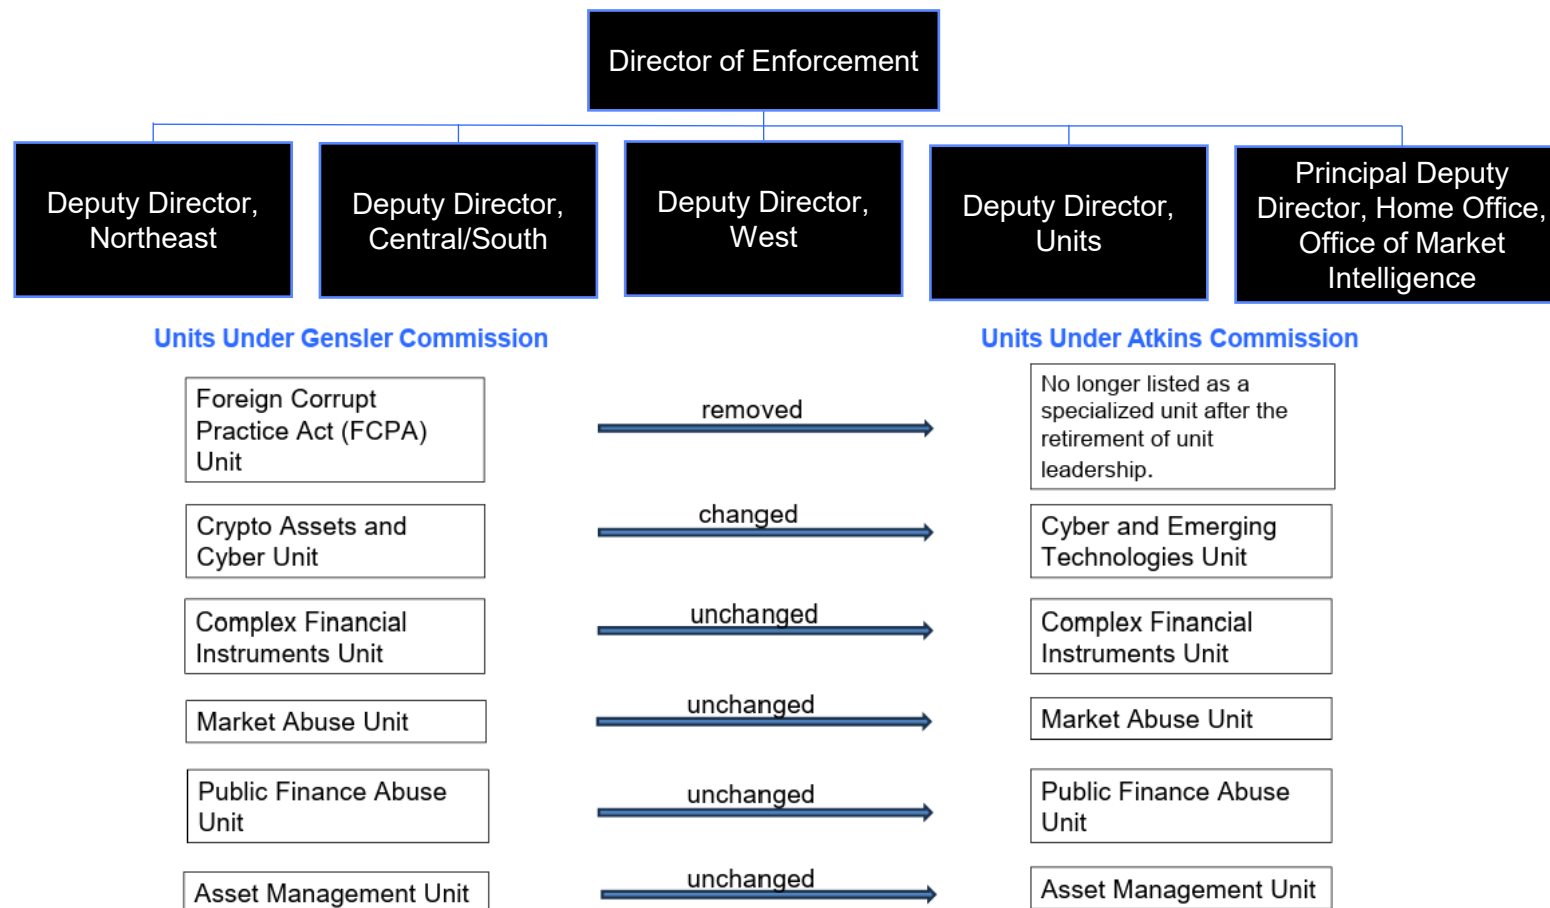 Director of Enforcement
Deputy Director,
Northeast
Deputy Director,
Central/South
Deputy Director,
West
Deputy Director,
Units
Principal Deputy
Director, Home Office,
Office of Market
Intelligence
Units Under Gensler Commission
Units Under Atkins Commission
Foreign Corrupt
Practice Act (FCPA)
Unit
removed
No longer listed as a
specialized unit after the
retirement of unit
leadership.
Crypto Assets and
Cyber Unit
changed
Cyber and Emerging
Technologies Unit
Complex Financial
Instruments Unit
unchanged
Complex Financial
Instruments Unit
Market Abuse Unit
unchanged
Market Abuse Unit
Public Finance Abuse
Unit
unchanged
Public Finance Abuse
Unit
Asset Management Unit
unchanged
Asset Management Unit